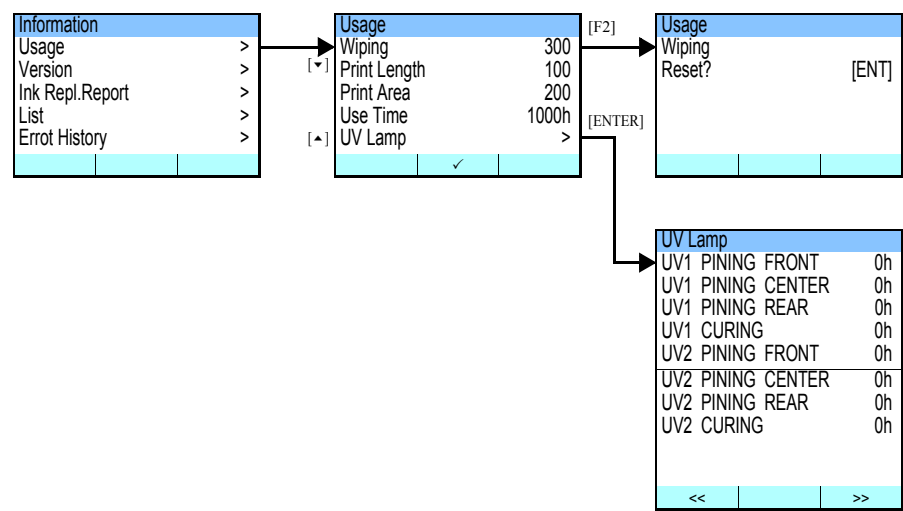 Information
Usage >
Version >
Ink Repl.Report >
List >
Errot History >
Usage
Wiping 300
Print Length 100
Print Area 200
Use Time 1000h
UV Lamp >
✓
[▼]
[▲]
[F2]
[ENTER]
Usage
Wiping
Reset? [ENT]
UV Lamp
UV1 PINING FRONT 0h
UV1 PINING CENTER 0h
UV1 PINING REAR 0h
UV1 CURING 0h
UV2 PINING FRONT 0h
UV2 PINING CENTER 0h
UV2 PINING REAR 0h
UV2 CURING 0h
<< >>